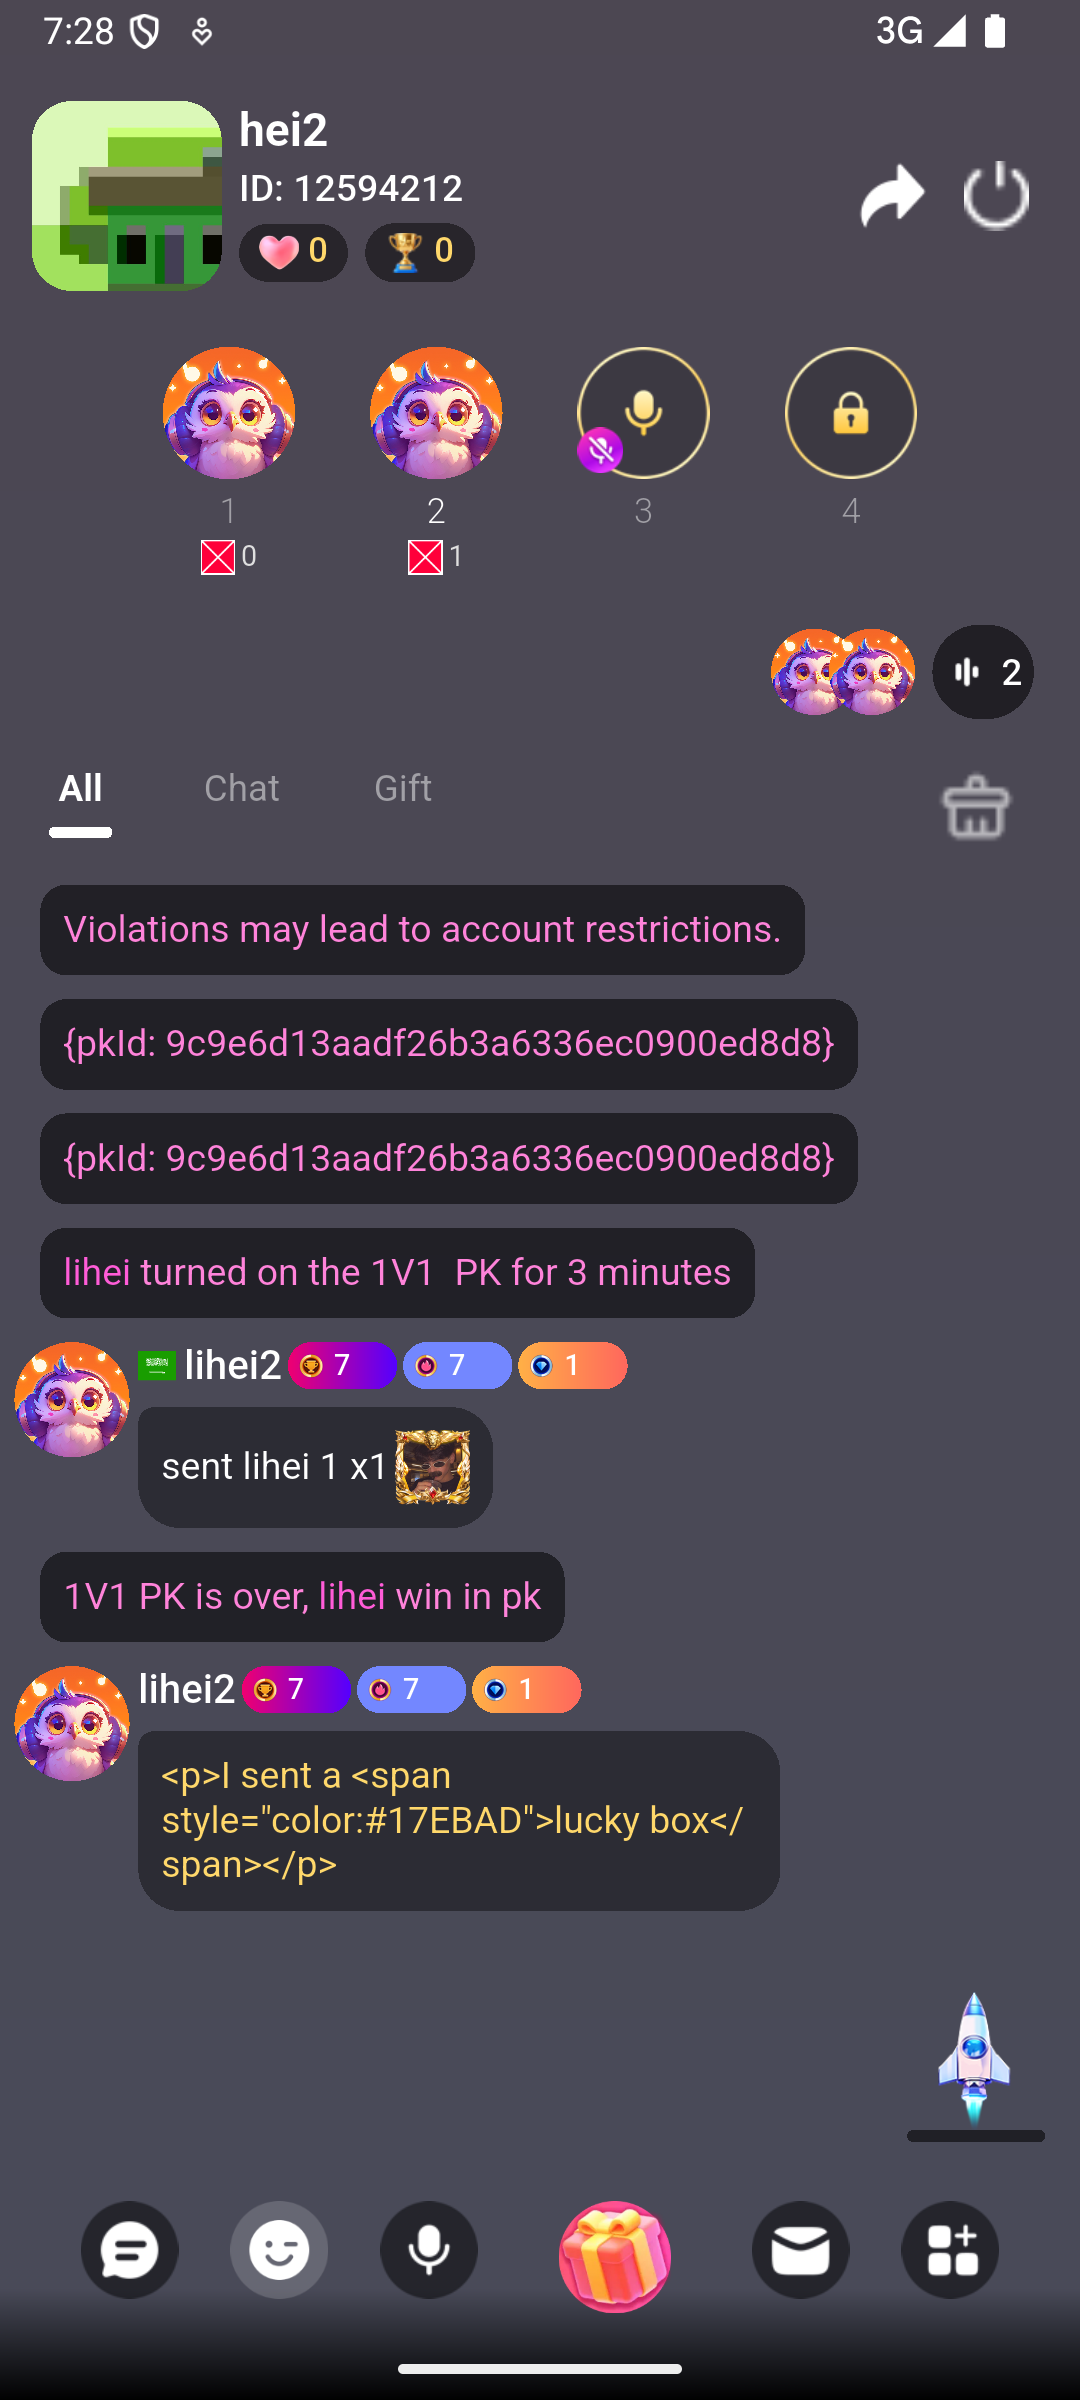 7:28
3G
hei2
ID: 12594212
0
0
1
2
3
4
0
1
2
All
Chat
Gift
Violations may lead to account restrictions.
{pkId: 9c9e6d13aadf26b3a6336ec0900ed8d8}
{pkId: 9c9e6d13aadf26b3a6336ec0900ed8d8}
lihei turned on the 1V1  PK for 3 minutes
lihei2 7 7 1
sent lihei 1 x1
1V1 PK is over, lihei win in pk
lihei2 7 7 1
<p>I sent a <span
style="color:#17EBAD">lucky box</
span></p>